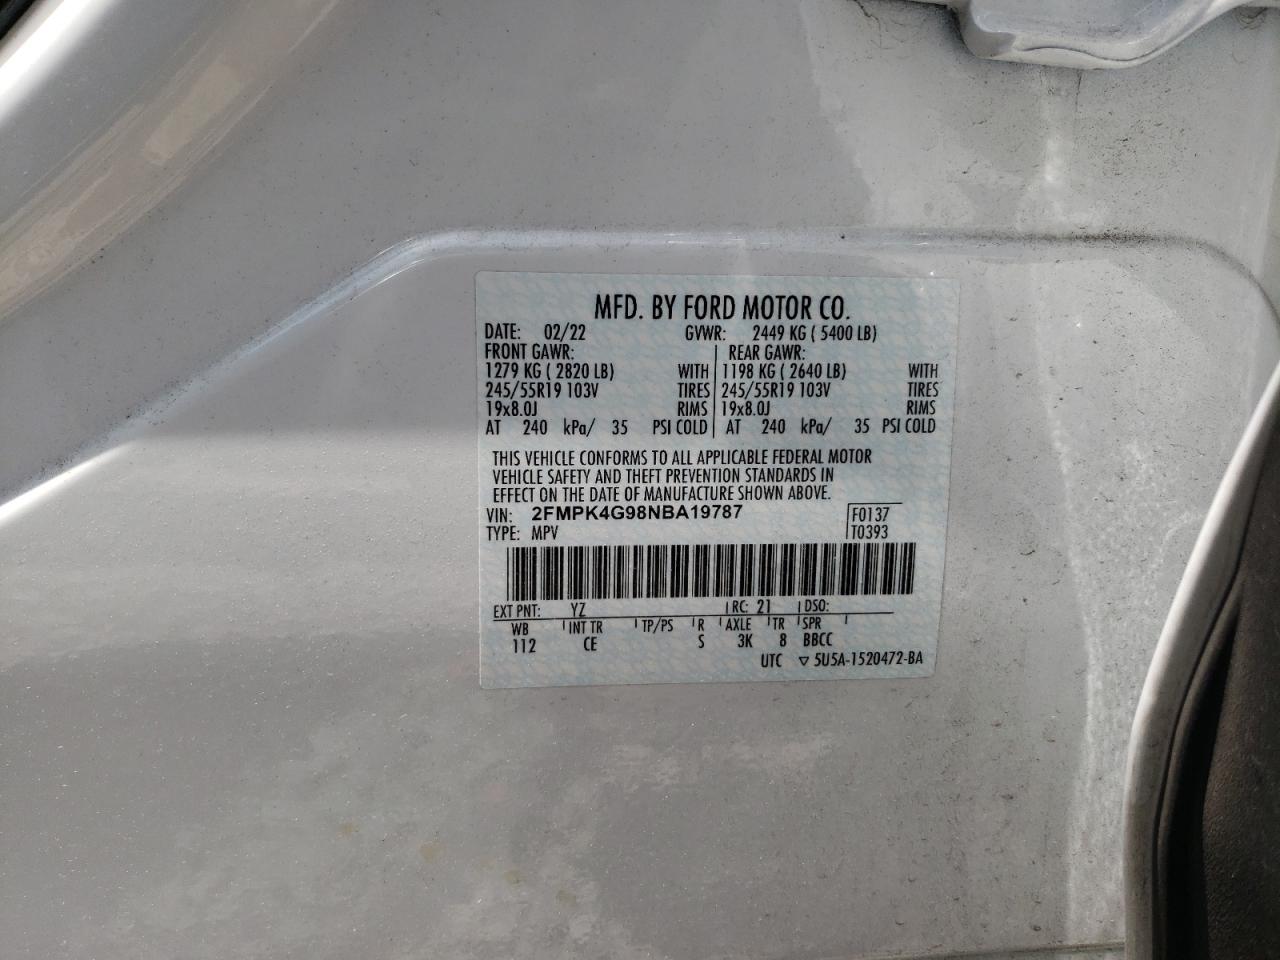 MFD. BY FORD MOTOR CO.
DATE: 02/22 GVWR: 2449 KG ( 5400 LB)
FRONT GAWR: REAR GAWR:
1279 KG ( 2820 LB) WITH 1198 KG ( 2640 LB) WITH
245/55R19 103V TIRES 245/55R19 103V TIRES
19x8.0J RIMS 19x8.0J RIMS
AT 240 kPa/ 35 PSI COLD AT 240 kPa/ 35 PSI COLD
THIS VEHICLE CONFORMS TO ALL APPLICABLE FEDERAL MOTOR
VEHICLE SAFETY AND THEFT PREVENTION STANDARDS IN
EFFECT ON THE DATE OF MANUFACTURE SHOWN ABOVE.
VIN: 2FMPK4G98NBA19787 F0137
TYPE: MPV T0393
EXT PNT: YZ RC: 21 DSO:
WB INT TR TP/PS R AXLE TR SPR
112 CE S 3K 8 BBCC
UTC ▽ 5U5A-1520472-BA